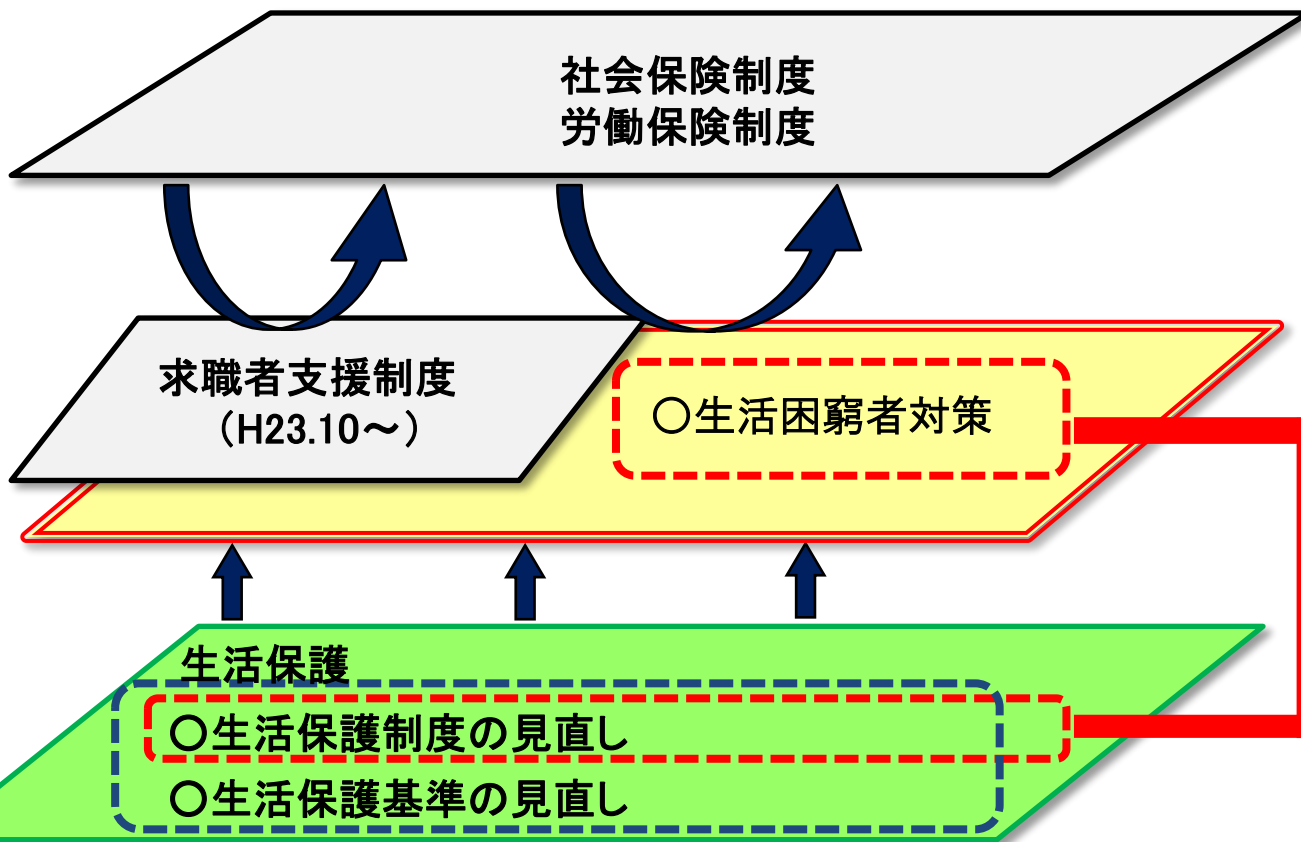 社会保険制度
労働保険制度
求職者支援制度
（H23.10～）
○生活困窮者対策
生活保護
○生活保護制度の見直し
○生活保護基準の見直し